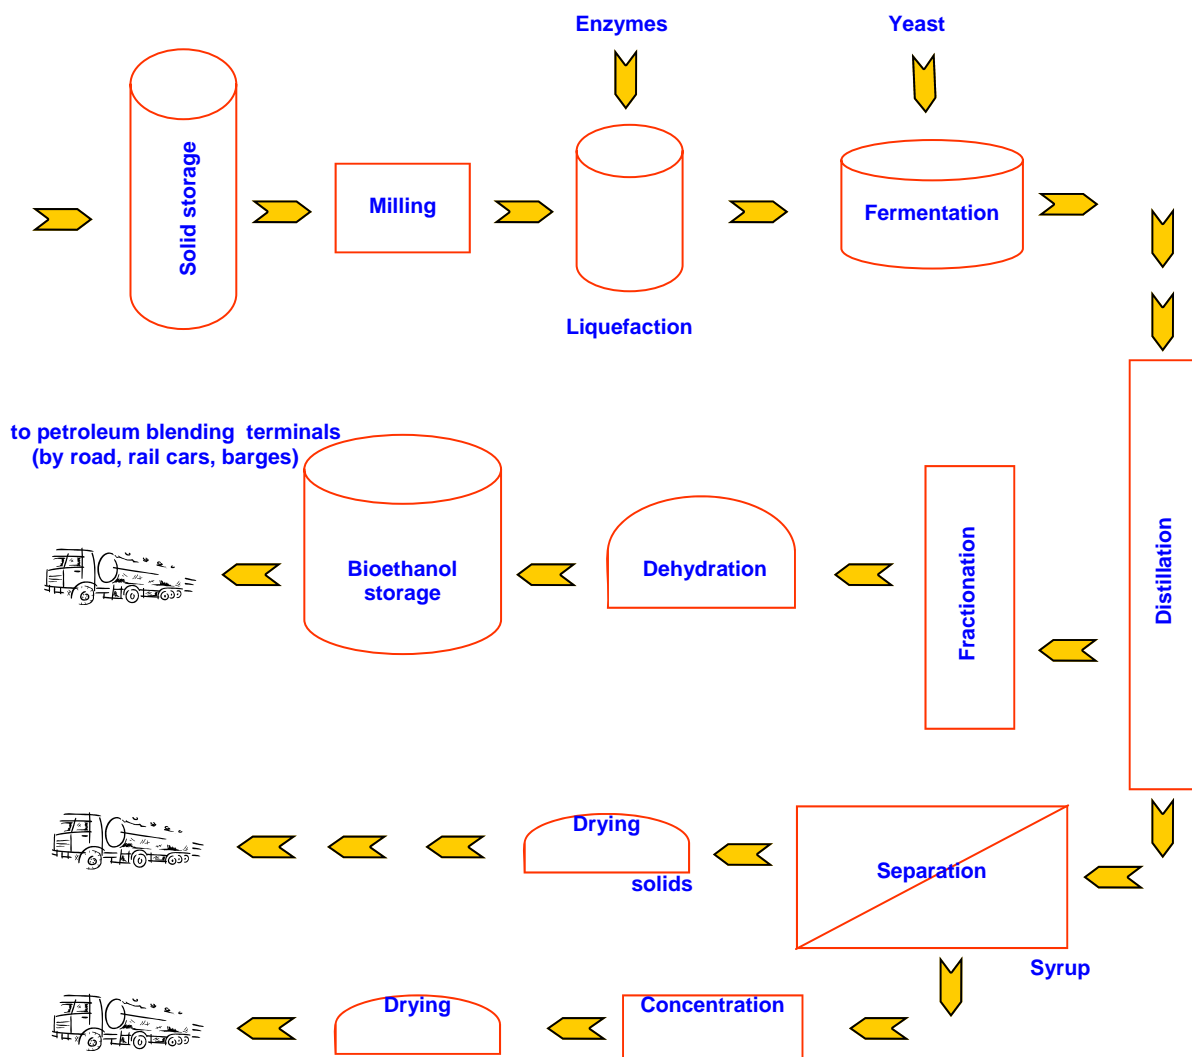 Enzymes
Yeast
Solid storage
Milling
Fermentation
Liquefaction
to petroleum blending terminals
(by road, rail cars, barges)
Bioethanol
storage
Dehydration
Fractionation
Distillation
Drying
solids
Separation
Syrup
Drying
Concentration